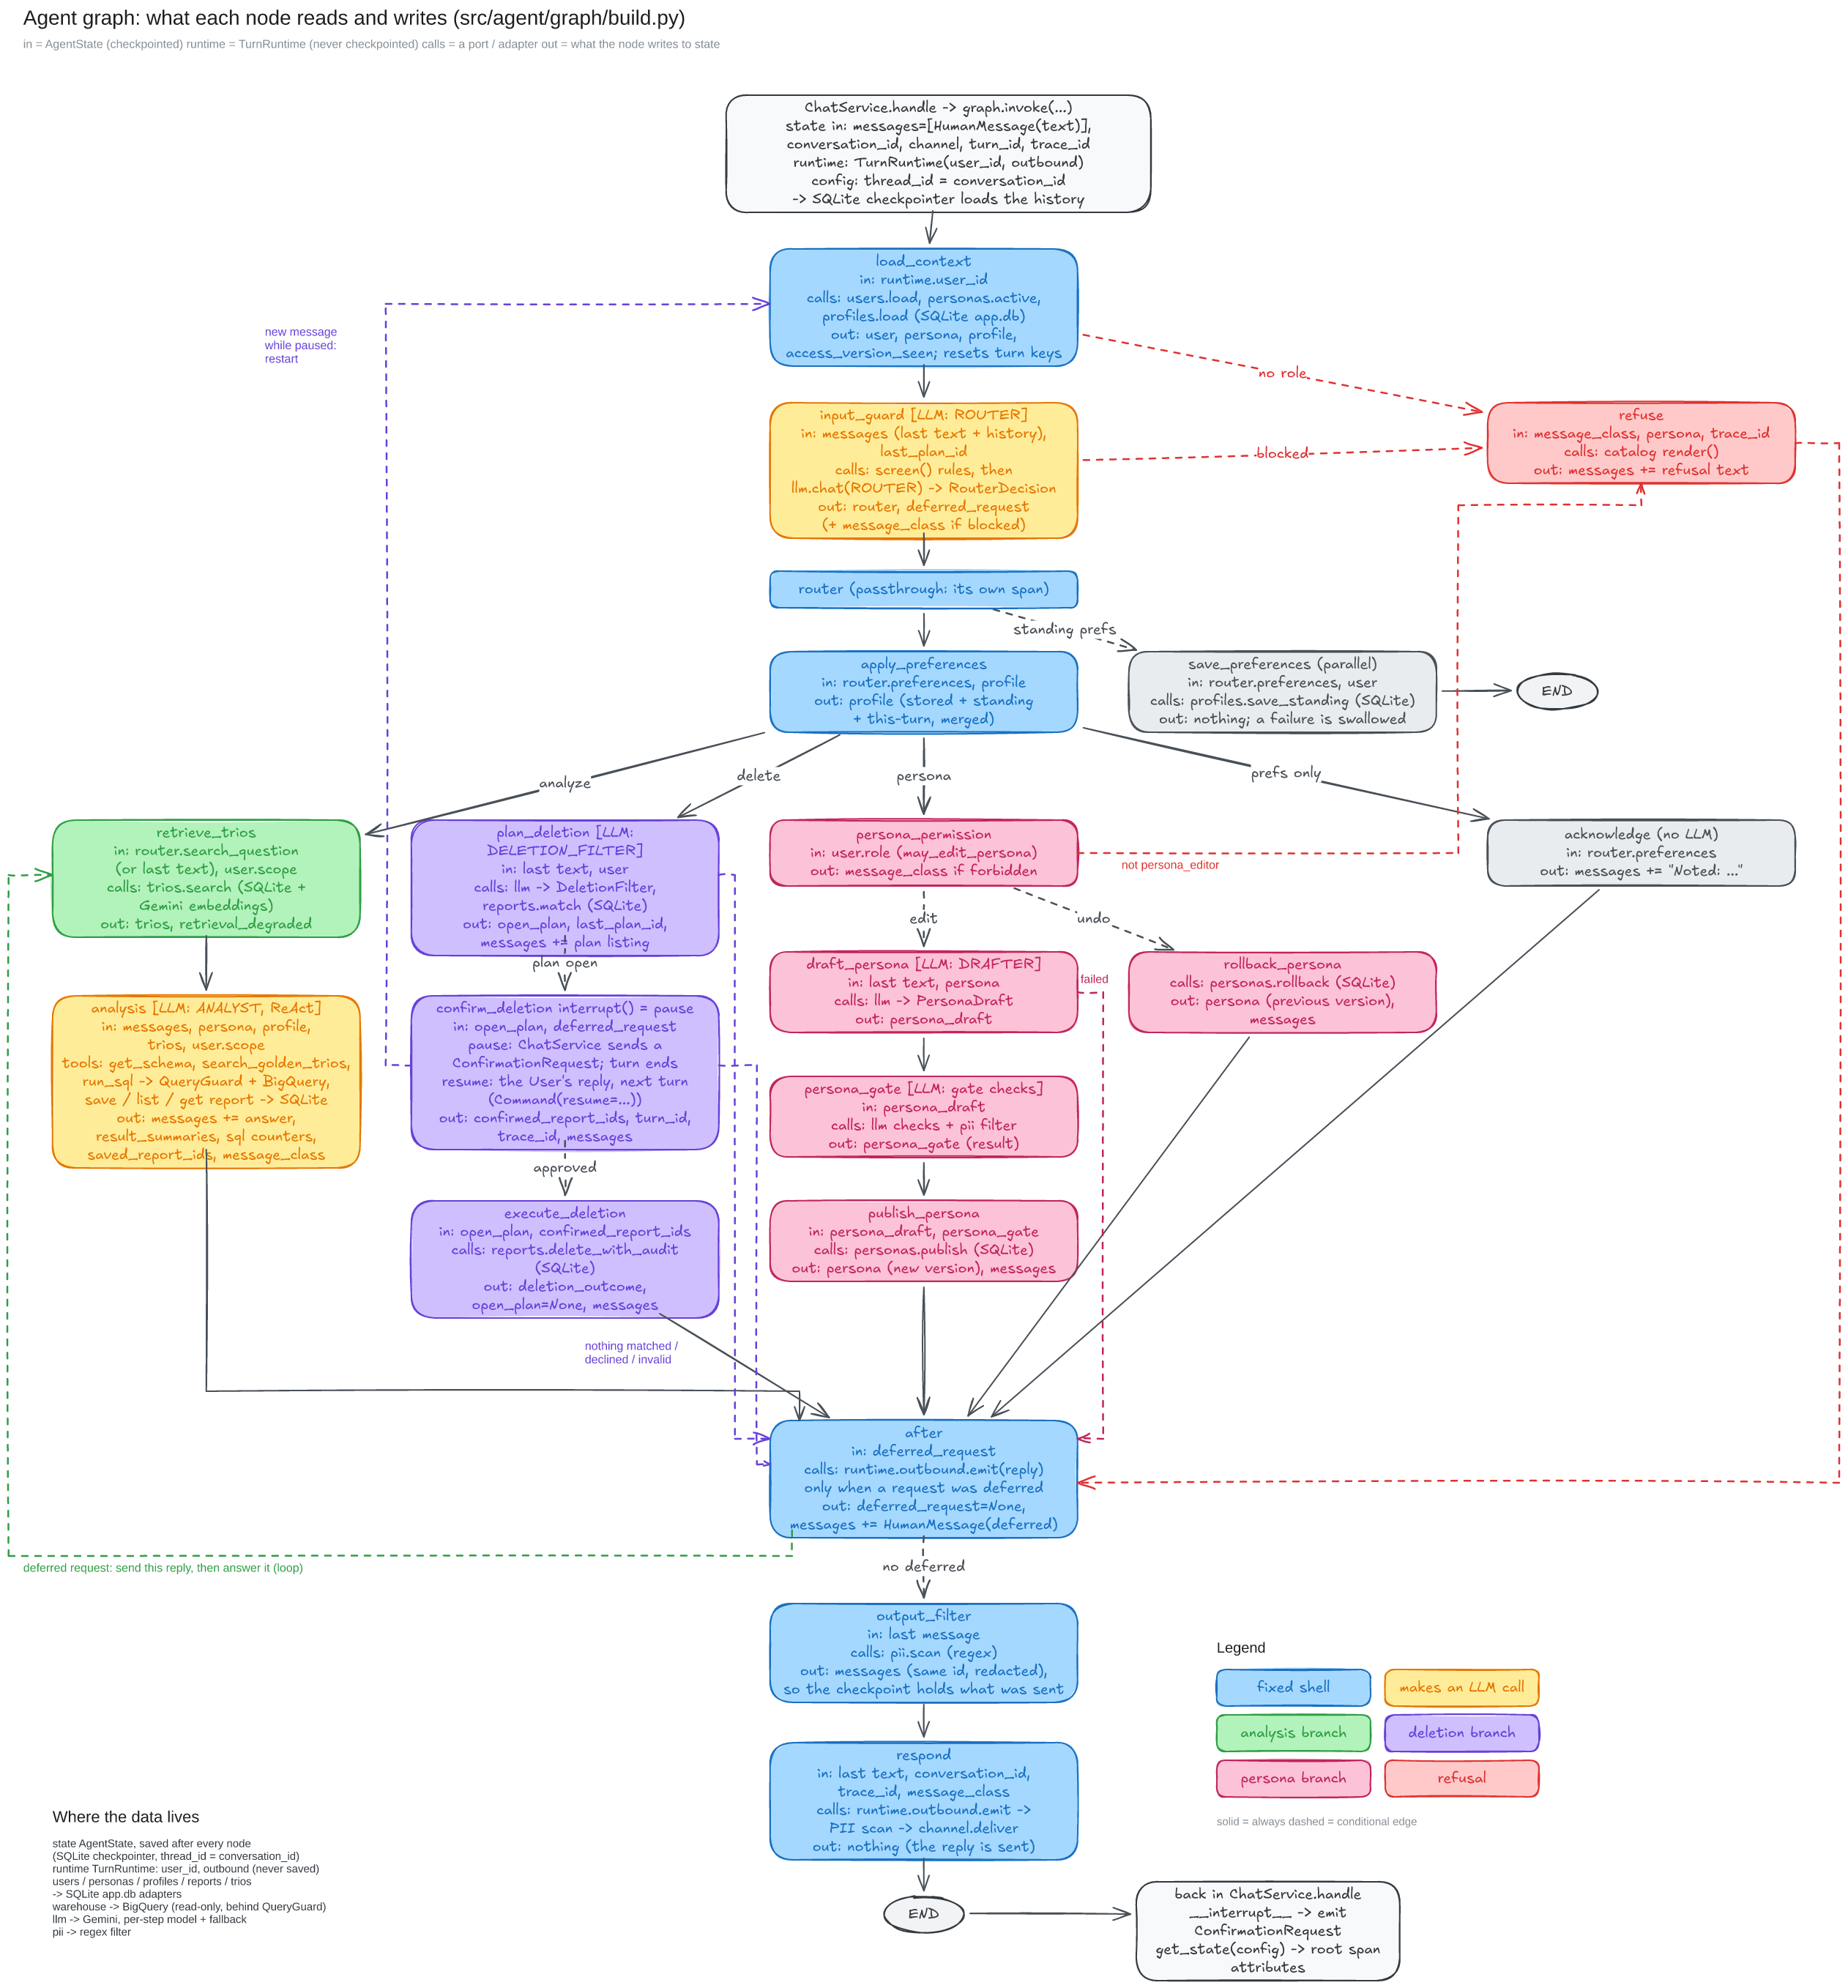 Agent graph: what each node reads and writes (src/agent/graph/build.py)
in = AgentState (checkpointed) runtime = TurnRuntime (never checkpointed) calls = a port / adapter out = what the node writes to state
ChatService.handle -> graph.invoke(...)
state in: messages=[HumanMessage(text)],
conversation_id, channel, turn_id, trace_id
runtime: TurnRuntime(user_id, outbound)
config: thread_id = conversation_id
-> SQLite checkpointer loads the history
load_context
in: runtime.user_id
calls: users.load, personas.active,
profiles.load (SQLite app.db)
out: user, persona, profile,
access_version_seen; resets turn keys
new message
while paused:
restart
no role
input_guard [LLM: ROUTER]
in: messages (last text + history),
last_plan_id
calls: screen() rules, then
llm.chat(ROUTER) -> RouterDecision
out: router, deferred_request
(+ message_class if blocked)
blocked
refuse
in: message_class, persona, trace_id
calls: catalog render()
out: messages += refusal text
router (passthrough: its own span)
standing prefs
apply_preferences
in: router.preferences, profile
out: profile (stored + standing
+ this-turn, merged)
save_preferences (parallel)
in: router.preferences, user
calls: profiles.save_standing (SQLite)
out: nothing; a failure is swallowed
END
analyze
delete
persona
prefs only
retrieve_trios
in: router.search_question
(or last text), user.scope
calls: trios.search (SQLite +
Gemini embeddings)
out: trios, retrieval_degraded
plan_deletion [LLM:
DELETION_FILTER]
in: last text, user
calls: llm -> DeletionFilter,
reports.match (SQLite)
out: open_plan, last_plan_id,
messages += plan listing
persona_permission
in: user.role (may_edit_persona)
out: message_class if forbidden
not persona_editor
acknowledge (no LLM)
in: router.preferences
out: messages += "Noted: ..."
plan open
edit
undo
analysis [LLM: ANALYST, ReAct]
in: messages, persona, profile,
trios, user.scope
tools: get_schema, search_golden_trios,
run_sql -> QueryGuard + BigQuery,
save / list / get report -> SQLite
out: messages += answer,
result_summaries, sql counters,
saved_report_ids, message_class
confirm_deletion interrupt() = pause
in: open_plan, deferred_request
pause: ChatService sends a
ConfirmationRequest; turn ends
resume: the User's reply, next turn
(Command(resume=...))
out: confirmed_report_ids, turn_id,
trace_id, messages
draft_persona [LLM: DRAFTER]
in: last text, persona
calls: llm -> PersonaDraft
out: persona_draft
failed
rollback_persona
calls: personas.rollback (SQLite)
out: persona (previous version),
messages
persona_gate [LLM: gate checks]
in: persona_draft
calls: llm checks + pii filter
out: persona_gate (result)
approved
execute_deletion
in: open_plan, confirmed_report_ids
calls: reports.delete_with_audit
(SQLite)
out: deletion_outcome,
open_plan=None, messages
publish_persona
in: persona_draft, persona_gate
calls: personas.publish (SQLite)
out: persona (new version), messages
nothing matched /
declined / invalid
after
in: deferred_request
calls: runtime.outbound.emit(reply)
only when a request was deferred
out: deferred_request=None,
messages += HumanMessage(deferred)
deferred request: send this reply, then answer it (loop)
no deferred
output_filter
in: last message
calls: pii.scan (regex)
out: messages (same id, redacted),
so the checkpoint holds what was sent
respond
in: last text, conversation_id,
trace_id, message_class
calls: runtime.outbound.emit ->
PII scan -> channel.deliver
out: nothing (the reply is sent)
END
back in ChatService.handle
__interrupt__ -> emit
ConfirmationRequest
get_state(config) -> root span
attributes
Legend
fixed shell
makes an LLM call
analysis branch
deletion branch
persona branch
refusal
solid = always dashed = conditional edge
Where the data lives
state AgentState, saved after every node
(SQLite checkpointer, thread_id = conversation_id)
runtime TurnRuntime: user_id, outbound (never saved)
users / personas / profiles / reports / trios
-> SQLite app.db adapters
warehouse -> BigQuery (read-only, behind QueryGuard)
llm -> Gemini, per-step model + fallback
pii -> regex filter